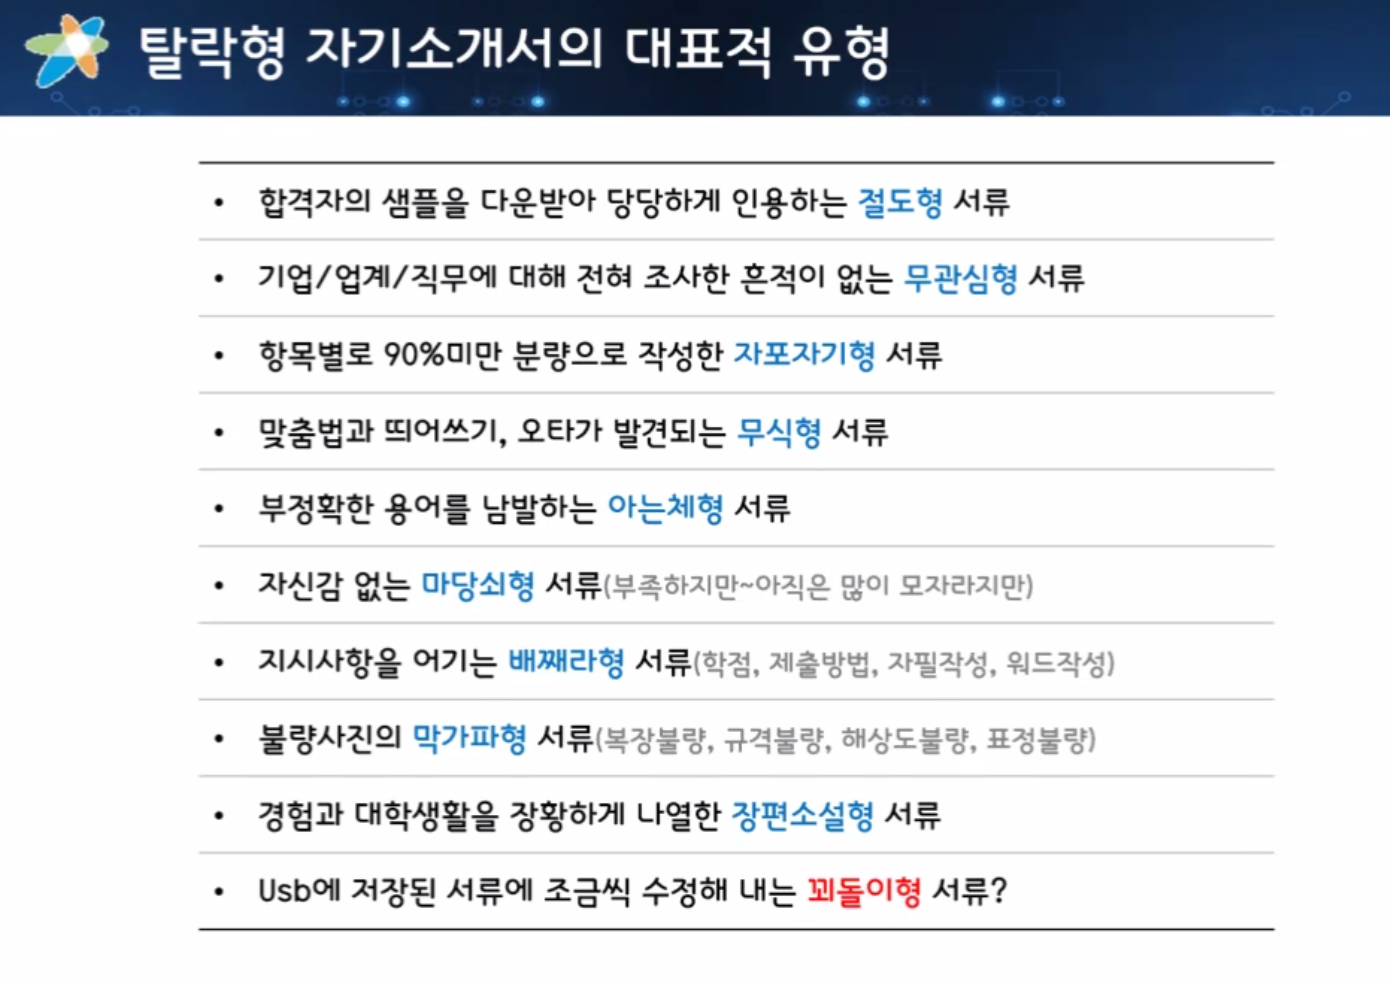 탈락형 자기소개서의 대표적 유형
• 합격자의 샘플을 다운받아 당당하게 인용하는 절도형 서류
• 기업/업계/직무에 대해 전혀 조사한 흔적이 없는 무관심형 서류
• 항목별로 90%미만 분량으로 작성한 자포자기형 서류
• 맞춤법과 띄어쓰기, 오타가 발견되는 무식형 서류
• 부정확한 용어를 남발하는 아는체형 서류
• 자신감 없는 마당쇠형 서류(부족하지만~아직은 많이 모자라지만)
• 지시사항을 어기는 배째라형 서류(학점, 제출방법, 자필작성, 워드작성)
• 불량사진의 막가파형 서류(복장불량, 규격불량, 해상도불량, 표정불량)
• 경험과 대학생활을 장황하게 나열한 장편소설형 서류
• Usb에 저장된 서류에 조금씩 수정해 내는 꾀돌이형 서류?